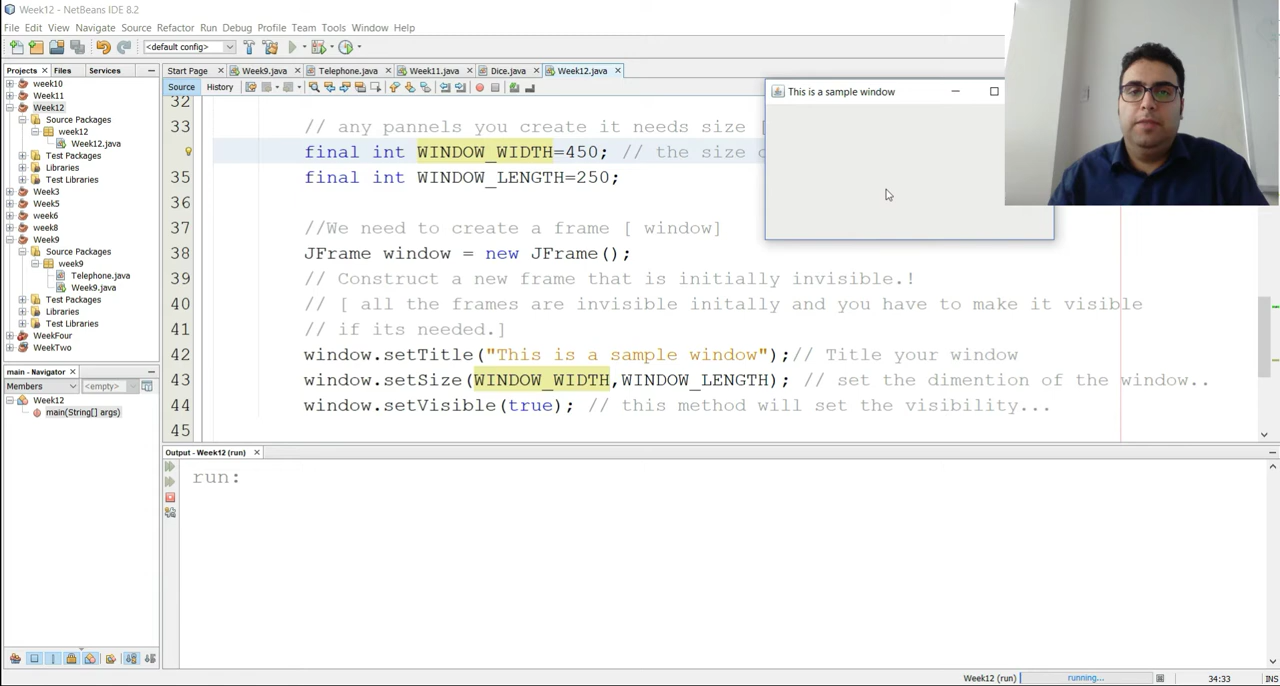 Week12 - NetBeans IDE 8.2
File Edit View Navigate Source Refactor Run Debug Profile Team Tools Window Help
<default config>
Projects Files Services
Start Page Week9.java Telephone.java Week11.java Dice.java Week12.java
Source History
week10
Week11
Week12
Source Packages
week12
Week12.java
Test Packages
Libraries
Test Libraries
Week3
Week5
week6
week8
Week9
Source Packages
week9
Telephone.java
Week9.java
Test Packages
Libraries
Test Libraries
WeekFour
WeekTwo
main - Navigator
Members <empty>
Week12
main(String[] args)
This is a sample window
32
33 // any pannels you create it needs size [
final int WINDOW_WIDTH=450; // the size
35 final int WINDOW_LENGTH=250;
36
37 //We need to create a frame [ window]
38 JFrame window = new JFrame();
39 // Construct a new frame that is initially invisible.!
40 // [ all the frames are invisible initally and you have to make it visible
41 // if its needed.]
42 window.setTitle("This is a sample window");// Title your window
43 window.setSize(WINDOW_WIDTH,WINDOW_LENGTH); // set the dimention of the window..
44 window.setVisible(true); // this method will set the visibility...
45
Output - Week12 (run)
run:
Week12 (run) running... 34:33 INS